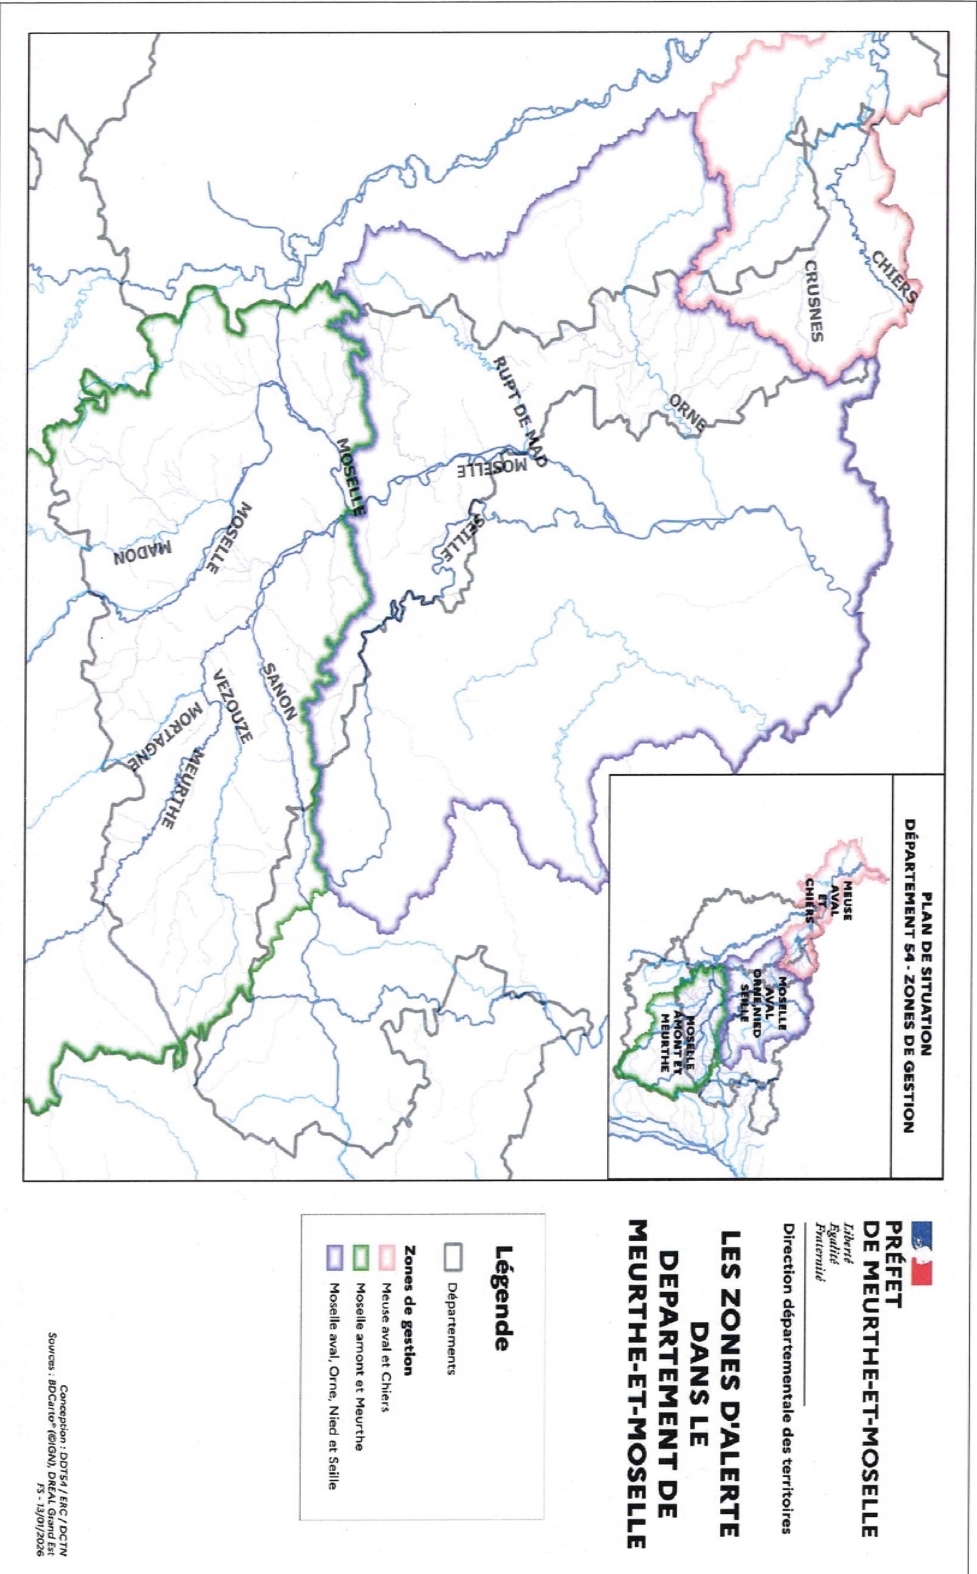 PRÉFET
DE MEURTHE-ET-MOSELLE
Liberté
Égalité
Fraternité
Direction départementale des territoires
LES ZONES D'ALERTE
DANS LE
DEPARTEMENT DE
MEURTHE-ET-MOSELLE
Légende
Départements
Zones de gestion
Meuse aval et Chiers
Moselle amont et Meurthe
Moselle aval, Orne, Nied et Seille
Conception : DDT54 / ERC / DCTN
Sources : BDCarto® (©IGN), DREAL Grand Est
FS - 13/01/2026
PLAN DE SITUATION
DÉPARTEMENT 54 - ZONES DE GESTION
MEUSE
AVAL
ET
CHIERS
MOSELLE
AVAL
ORNE,NIED
SEILLE
MOSELLE
AMONT ET
MEURTHE
CHIERS
CRUSNES
ORNE
RUPT DE MAD
MOSELLE
SEILLE
MOSELLE
MOSELLE
MADON
SANON
VEZOUZE
MORTAGNE
MEURTHE